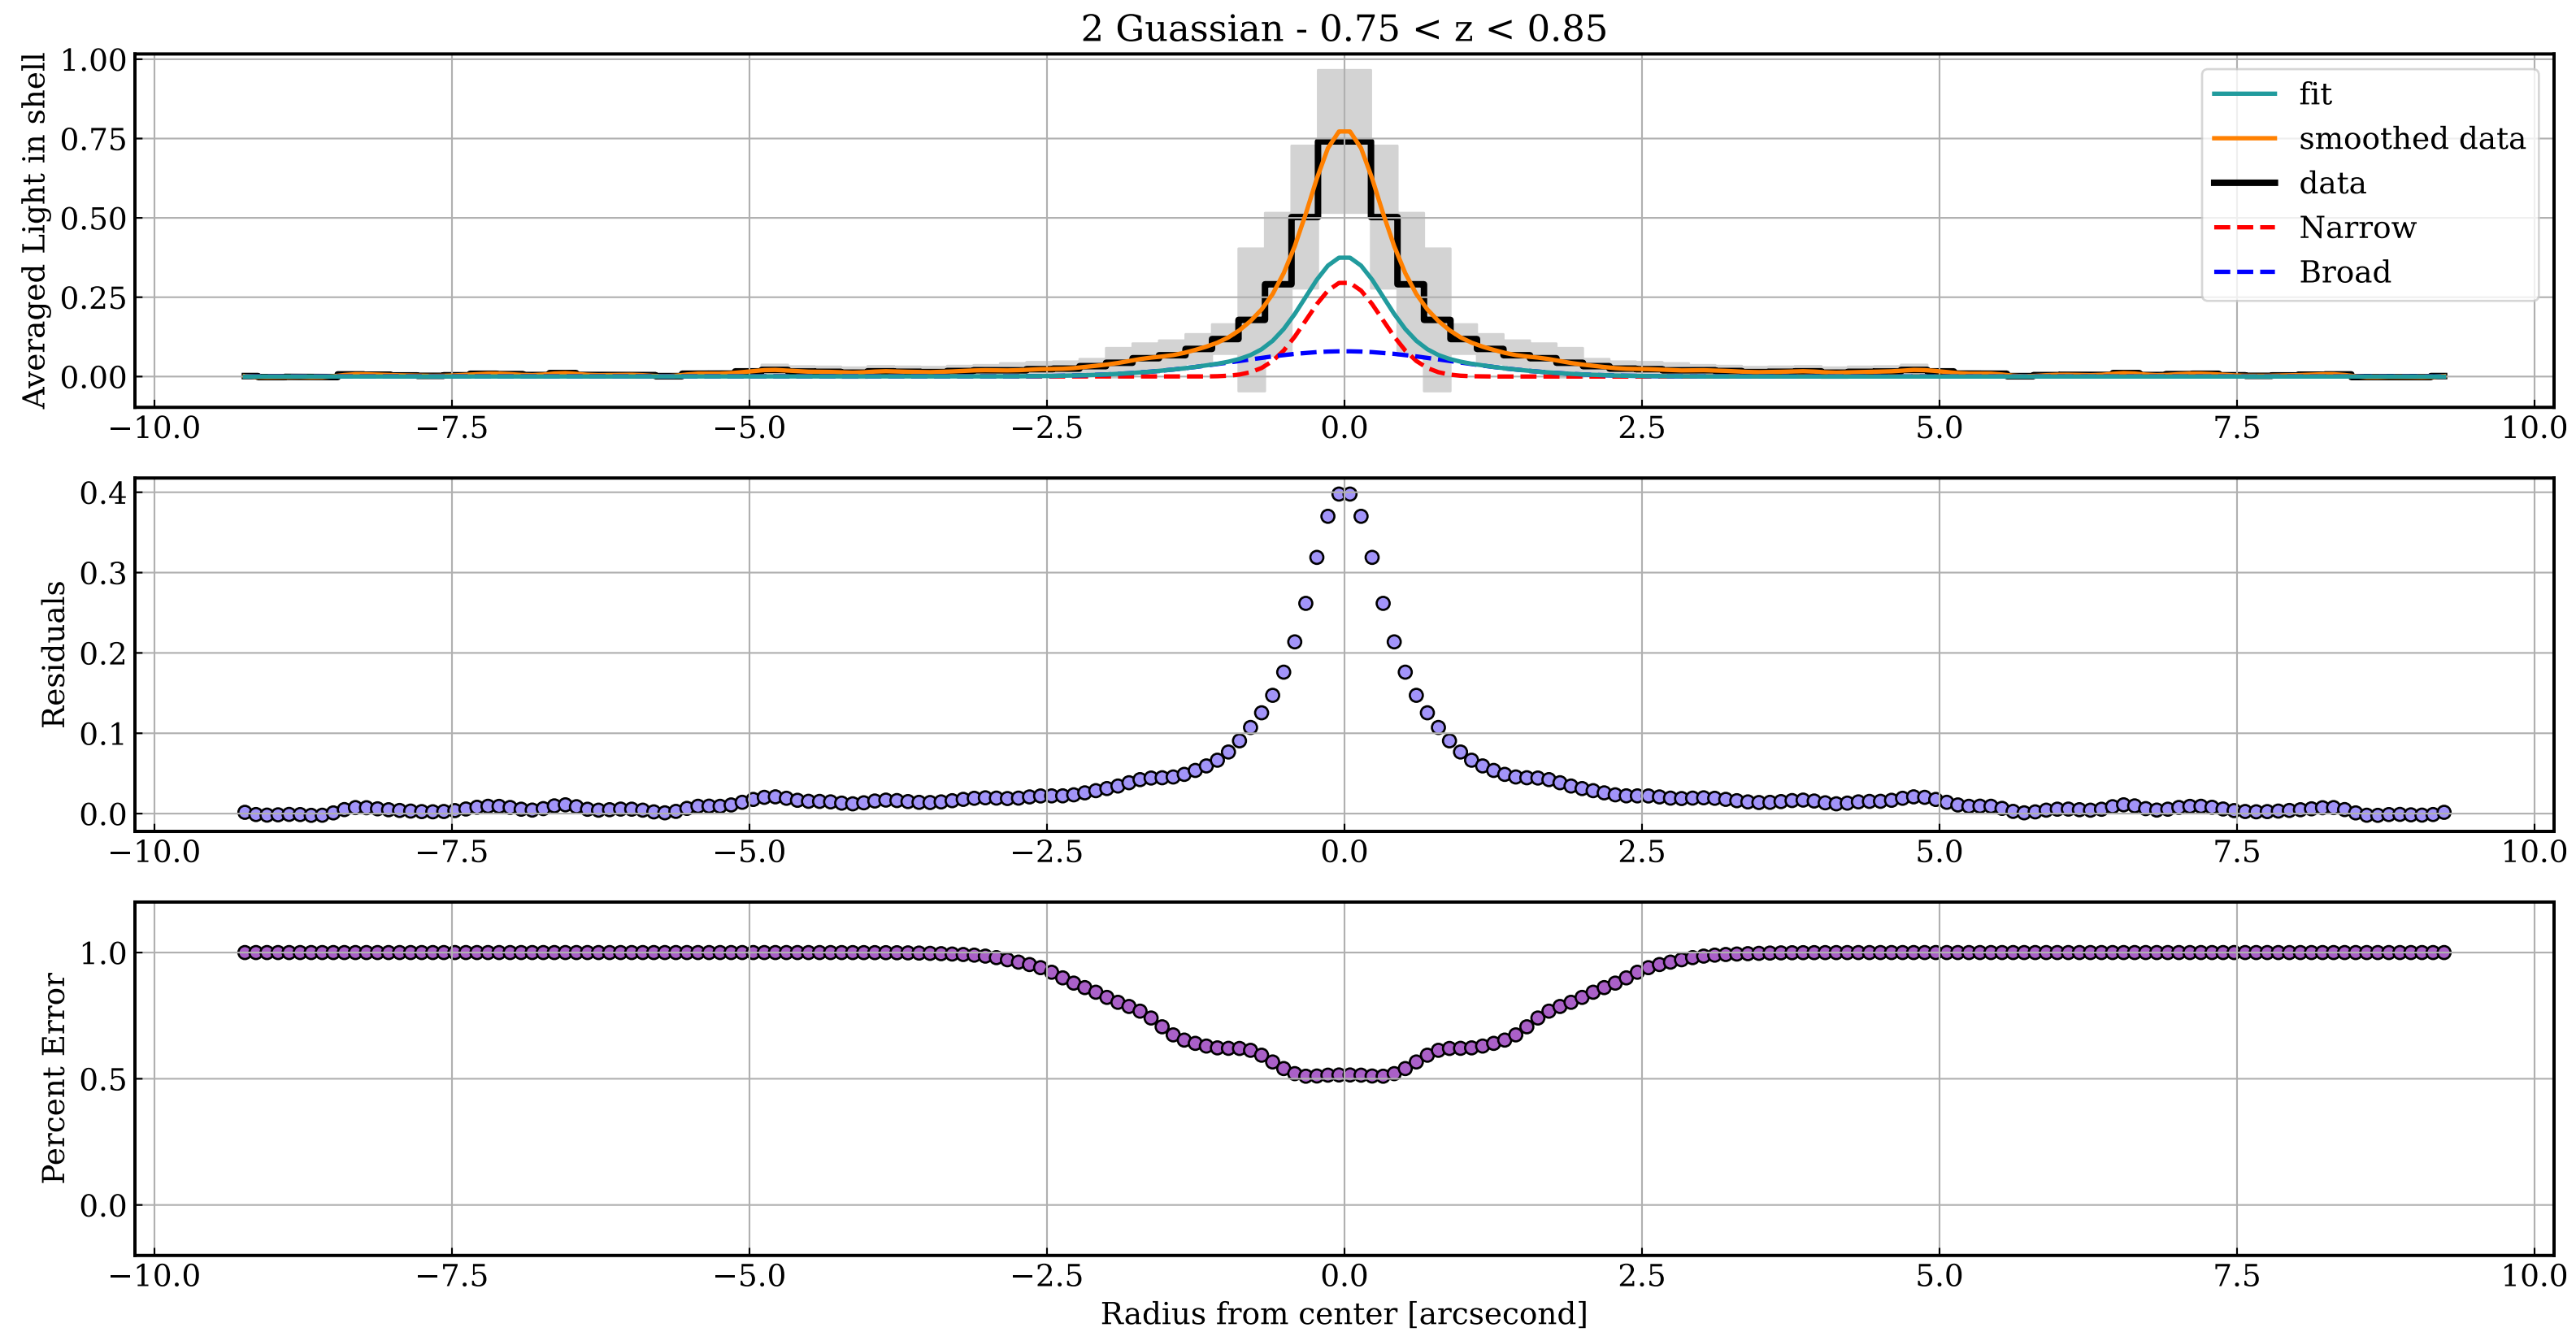 2 Guassian - 0.75 < z < 0.85
Averaged Light in shell
1.00
0.75
0.50
0.25
0.00
fit
smoothed data
data
Narrow
Broad
−10.0 −7.5 −5.0 −2.5 0.0 2.5 5.0 7.5 10.0
Residuals
0.4
0.3
0.2
0.1
0.0
−10.0 −7.5 −5.0 −2.5 0.0 2.5 5.0 7.5 10.0
Percent Error
1.0
0.5
0.0
−10.0 −7.5 −5.0 −2.5 0.0 2.5 5.0 7.5 10.0
Radius from center [arcsecond]